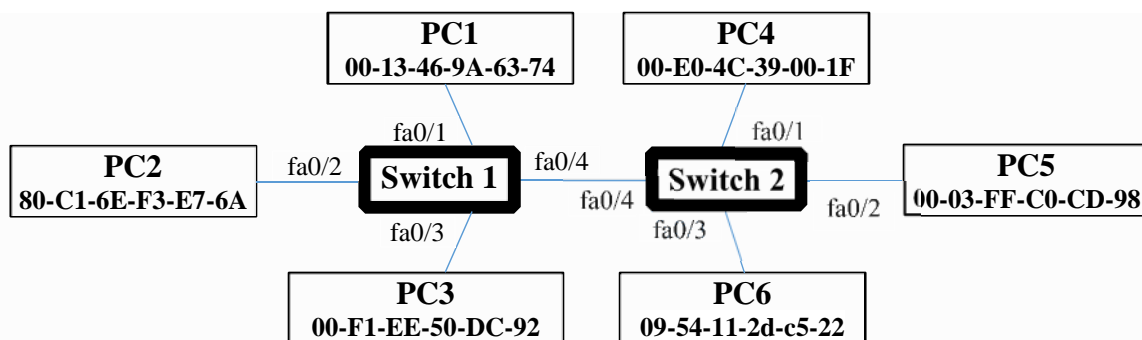 PC1
00-13-46-9A-63-74
PC4
00-E0-4C-39-00-1F
fa0/1
fa0/1
PC2
80-C1-6E-F3-E7-6A
fa0/2
Switch 1
fa0/4
fa0/4
Switch 2
fa0/2
PC5
00-03-FF-C0-CD-98
fa0/3
fa0/3
PC3
00-F1-EE-50-DC-92
PC6
09-54-11-2d-c5-22